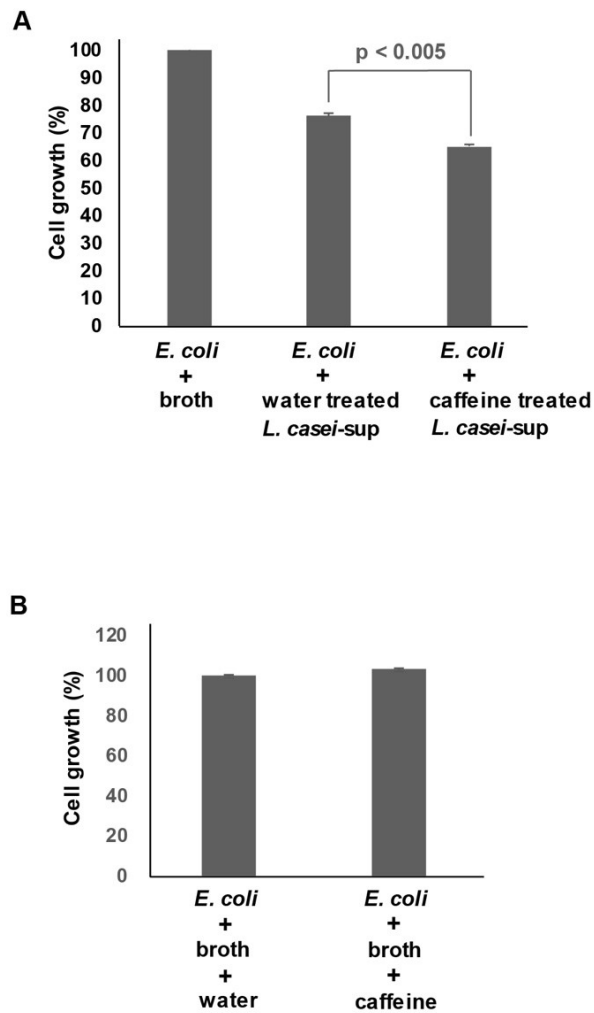 A
p < 0.005
Cell growth (%)
100
90
80
70
60
50
40
30
20
10
0
E. coli
+
broth
E. coli
+
water treated
L. casei-sup
E. coli
+
caffeine treated
L. casei-sup
B
Cell growth (%)
120
100
80
60
40
20
0
E. coli
+
broth
+
water
E. coli
+
broth
+
caffeine